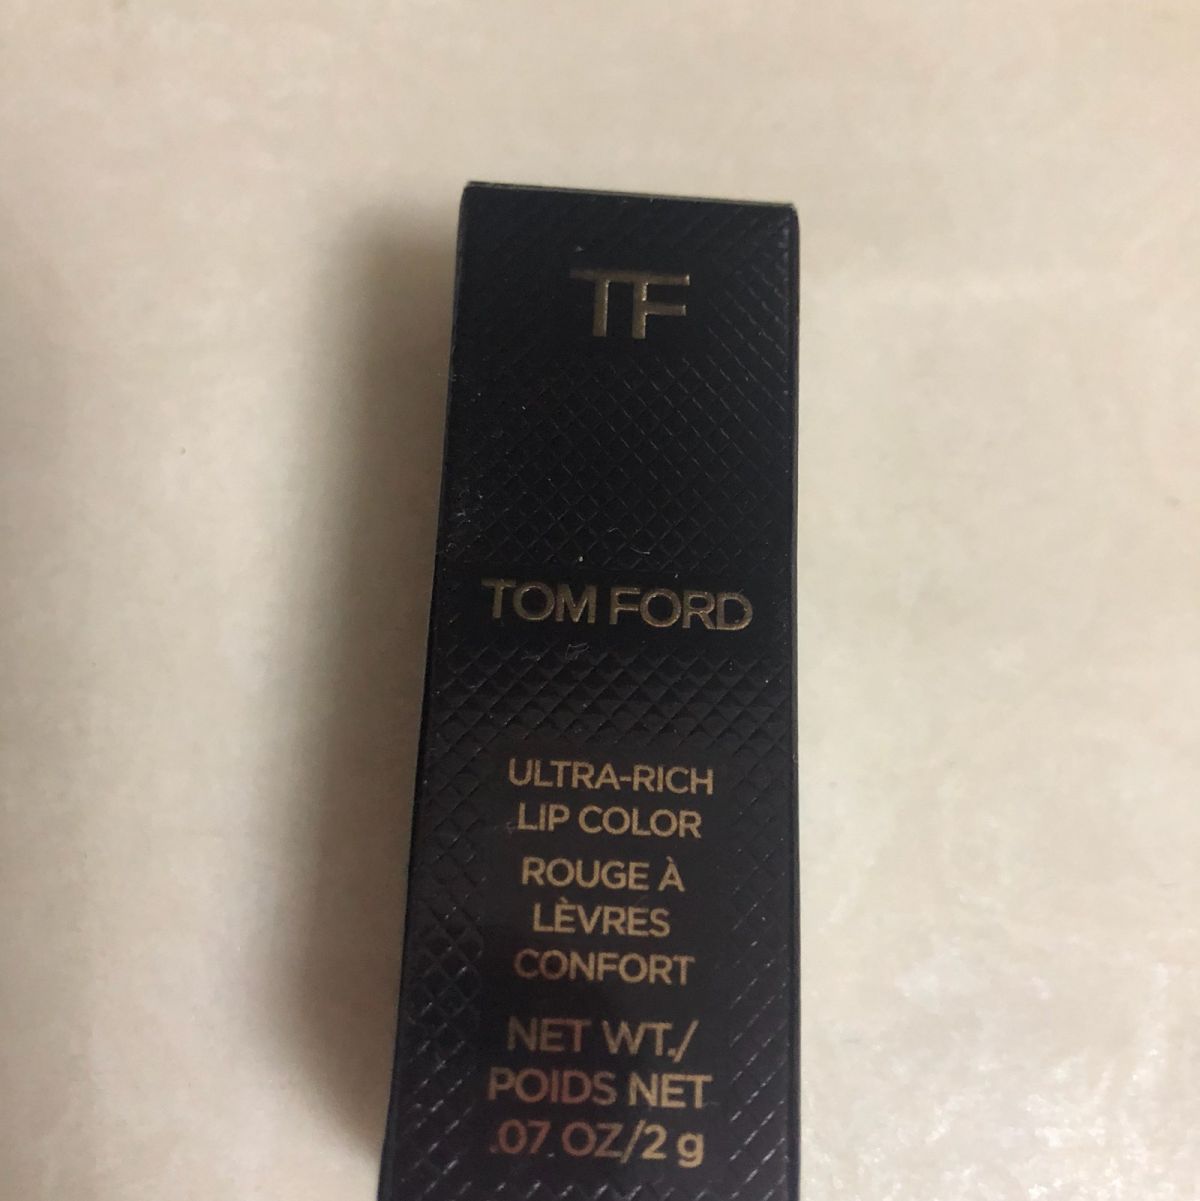 TF
TOM FORD
ULTRA-RICH
LIP COLOR
ROUGE À
LÈVRES
CONFORT
NET WT./
POIDS NET
.07 OZ/2 g